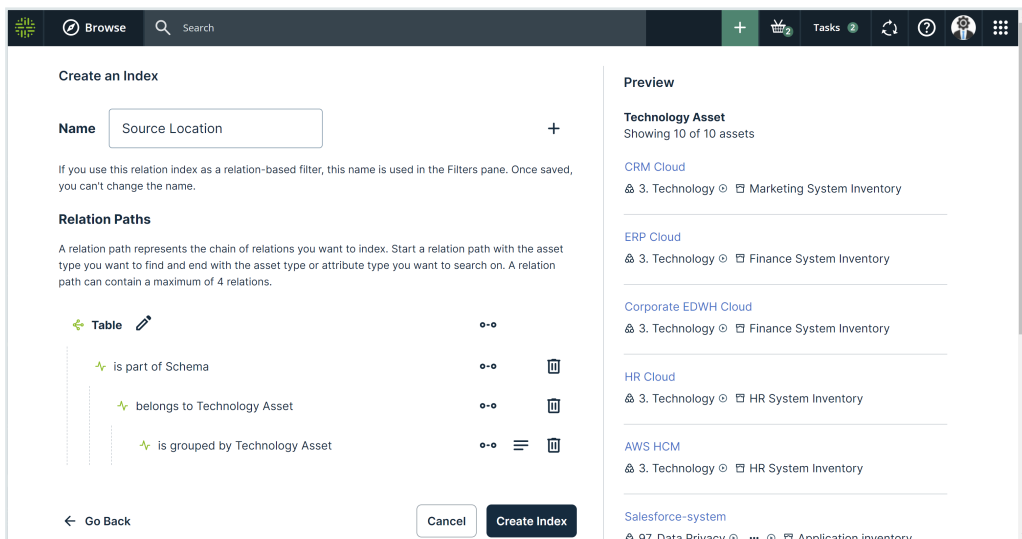 Browse
Search
2
Tasks 2
Create an Index
Name
Source Location
If you use this relation index as a relation-based filter, this name is used in the Filters pane. Once saved,
you can't change the name.
Relation Paths
A relation path represents the chain of relations you want to index. Start a relation path with the asset
type you want to find and end with the asset type or attribute type you want to search on. A relation
path can contain a maximum of 4 relations.
Table
is part of Schema
belongs to Technology Asset
is grouped by Technology Asset
Go Back
Cancel
Create Index
Preview
Technology Asset
Showing 10 of 10 assets
CRM Cloud
3. Technology Marketing System Inventory
ERP Cloud
3. Technology Finance System Inventory
Corporate EDWH Cloud
3. Technology Finance System Inventory
HR Cloud
3. Technology HR System Inventory
AWS HCM
3. Technology HR System Inventory
Salesforce-system
97. Data Privacy ... Application inventory